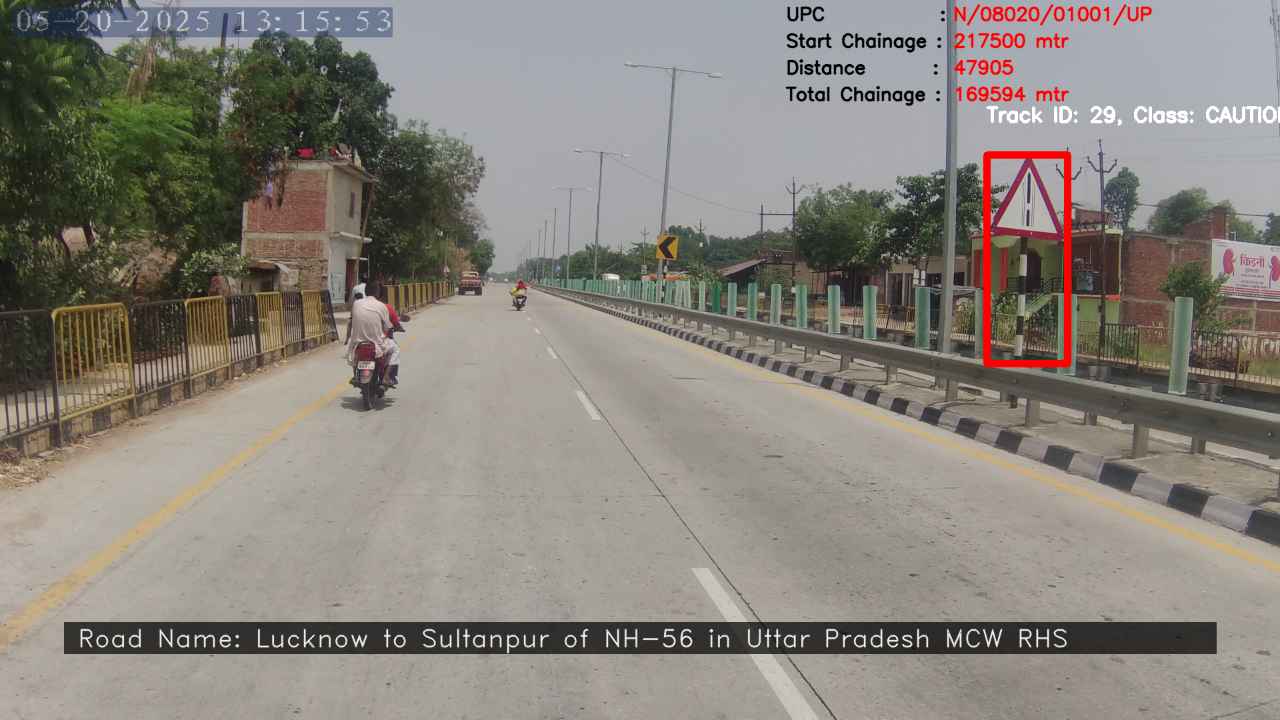 05-20-2025 13:15:53
UPC : N/08020/01001/UP
Start Chainage : 217500 mtr
Distance : 47905
Total Chainage : 169594 mtr
Track ID: 29, Class: CAUTIO
किडनी
Road Name: Lucknow to Sultanpur of NH-56 in Uttar Pradesh MCW RHS